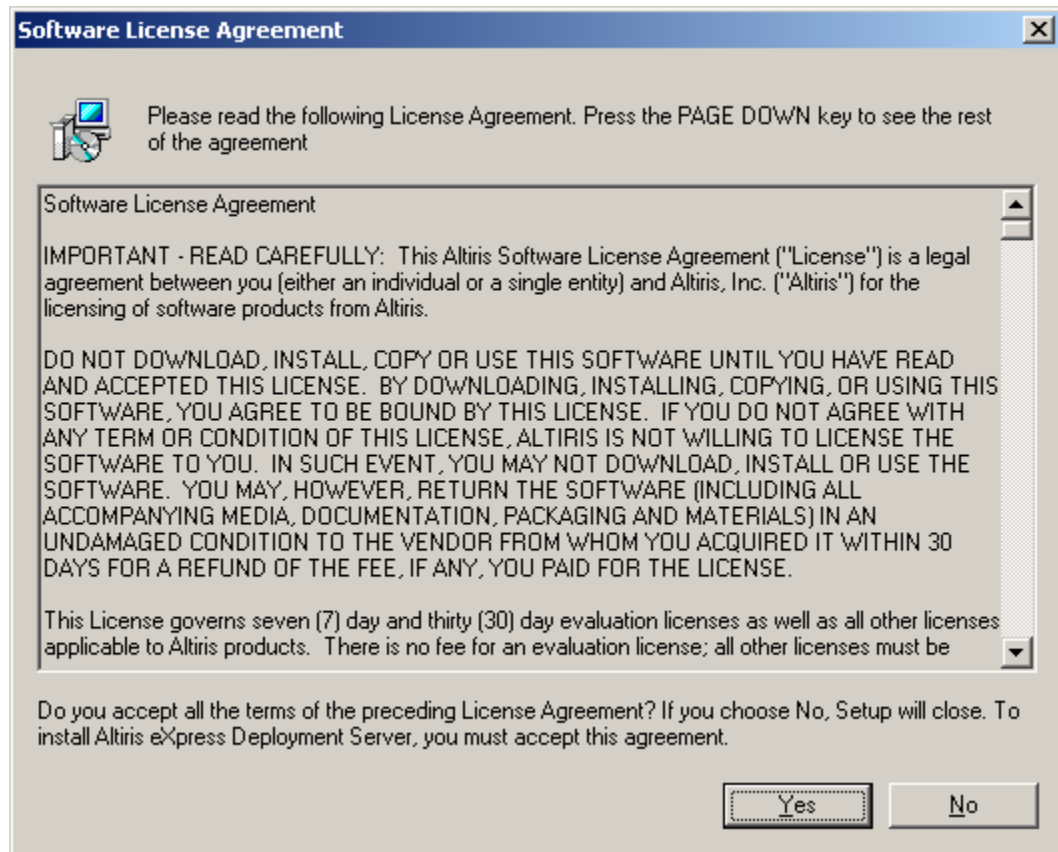 Software License Agreement
Please read the following License Agreement. Press the PAGE DOWN key to see the rest
of the agreement
Software License Agreement
IMPORTANT - READ CAREFULLY:  This Altiris Software License Agreement ("License") is a legal
agreement between you (either an individual or a single entity) and Altiris, Inc. ("Altiris") for the
licensing of software products from Altiris.
DO NOT DOWNLOAD, INSTALL, COPY OR USE THIS SOFTWARE UNTIL YOU HAVE READ
AND ACCEPTED THIS LICENSE.  BY DOWNLOADING, INSTALLING, COPYING, OR USING THIS
SOFTWARE, YOU AGREE TO BE BOUND BY THIS LICENSE.  IF YOU DO NOT AGREE WITH
ANY TERM OR CONDITION OF THIS LICENSE, ALTIRIS IS NOT WILLING TO LICENSE THE
SOFTWARE TO YOU.  IN SUCH EVENT, YOU MAY NOT DOWNLOAD, INSTALL OR USE THE
SOFTWARE.  YOU MAY, HOWEVER, RETURN THE SOFTWARE (INCLUDING ALL
ACCOMPANYING MEDIA, DOCUMENTATION, PACKAGING AND MATERIALS) IN AN
UNDAMAGED CONDITION TO THE VENDOR FROM WHOM YOU ACQUIRED IT WITHIN 30
DAYS FOR A REFUND OF THE FEE, IF ANY, YOU PAID FOR THE LICENSE.
This License governs seven (7) day and thirty (30) day evaluation licenses as well as all other licenses
applicable to Altiris products.  There is no fee for an evaluation license; all other licenses must be
Do you accept all the terms of the preceding License Agreement? If you choose No, Setup will close. To
install Altiris eXpress Deployment Server, you must accept this agreement.
Yes No